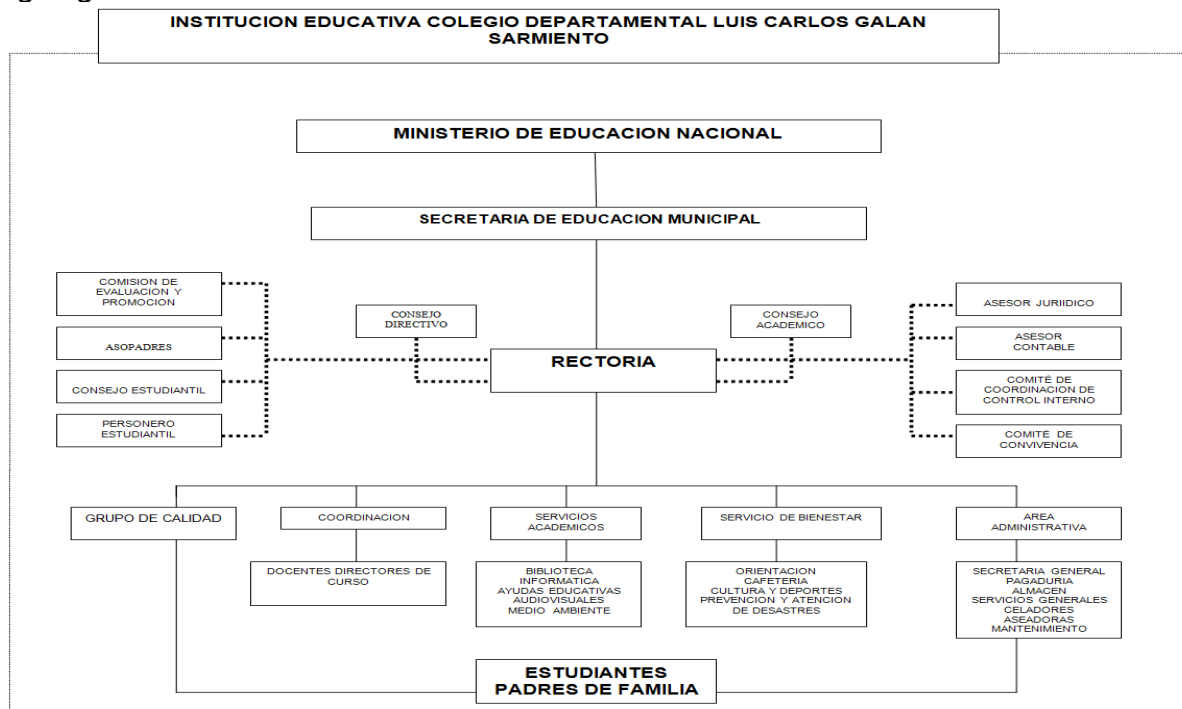 INSTITUCION EDUCATIVA COLEGIO DEPARTAMENTAL LUIS CARLOS GALAN
SARMIENTO
MINISTERIO DE EDUCACION NACIONAL
SECRETARIA DE EDUCACION MUNICIPAL
COMISION DE
EVALUACION Y
PROMOCION
ASOPADRES
CONSEJO ESTUDIANTIL
PERSONERO
ESTUDIANTIL
CONSEJO
DIRECTIVO
CONSEJO
ACADEMICO
RECTORIA
ASESOR JURIIDICO
ASESOR
CONTABLE
COMITÉ DE
COORDINACION DE
CONTROL INTERNO
COMITÉ DE
CONVIVENCIA
GRUPO DE CALIDAD
COORDINACION
SERVICIOS
ACADEMICOS
SERVICIO DE BIENESTAR
AREA
ADMINISTRATIVA
DOCENTES DIRECTORES DE
CURSO
BIBLIOTECA
INFORMATICA
AYUDAS EDUCATIVAS
AUDIOVISUALES
MEDIO AMBIENTE
ORIENTACION
CAFETERIA
CULTURA Y DEPORTES
PREVENCION Y ATENCION
DE DESASTRES
SECRETARIA GENERAL
PAGADURIA
ALMACEN
SERVICIOS GENERALES
CELADORES
ASEADORAS
MANTENIMIENTO
ESTUDIANTES
PADRES DE FAMILIA